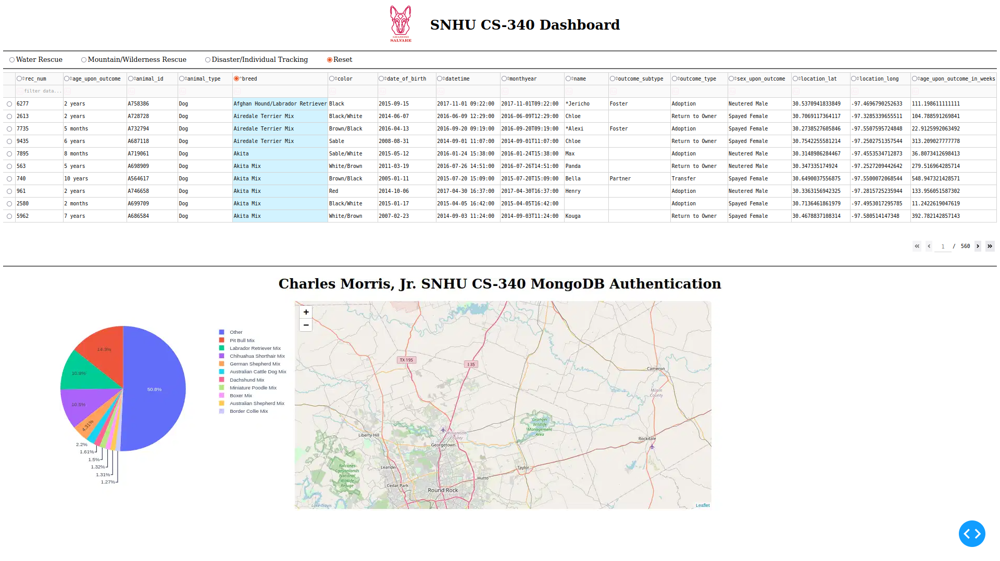 GRAZIOSO
SALVARE
SNHU CS-340 Dashboard
Water Rescue Mountain/Wilderness Rescue Disaster/Individual Tracking Reset
rec_num age_upon_outcome animal_id animal_type breed color date_of_birth datetime monthyear name outcome_subtype outcome_type sex_upon_outcome location_lat location_long age_upon_outcome_in_weeks
filter data...
6277 2 years A758386 Dog Afghan Hound/Labrador Retriever Black 2015-09-15 2017-11-01 09:22:00 2017-11-01T09:22:00 *Jericho Foster Adoption Neutered Male 30.5370941833849 -97.4696790252633 111.198611111111
2613 2 years A728728 Dog Airedale Terrier Mix Black/White 2014-06-07 2016-06-09 12:29:00 2016-06-09T12:29:00 Chloe Return to Owner Spayed Female 30.7069117364117 -97.3285339655511 104.788591269841
7735 5 months A732794 Dog Airedale Terrier Mix Brown/Black 2016-04-13 2016-09-20 09:19:00 2016-09-20T09:19:00 *Alexi Foster Adoption Spayed Female 30.2738527605846 -97.5507595724848 22.9125992063492
9435 6 years A687118 Dog Airedale Terrier Mix Sable 2008-08-31 2014-09-01 11:07:00 2014-09-01T11:07:00 Chloe Return to Owner Spayed Female 30.7542255581214 -97.2502751357544 313.209027777778
7895 8 months A719061 Dog Akita Sable/White 2015-05-12 2016-01-24 15:38:00 2016-01-24T15:38:00 Max Adoption Neutered Male 30.3148986284467 -97.4553534712873 36.8073412698413
563 5 years A698909 Dog Akita Mix White/Brown 2011-03-19 2016-07-26 14:51:00 2016-07-26T14:51:00 Panda Return to Owner Neutered Male 30.347335174924 -97.2527209442642 279.516964285714
740 10 years A564617 Dog Akita Mix Brown/Black 2005-01-11 2015-07-20 15:09:00 2015-07-20T15:09:00 Bella Partner Transfer Spayed Female 30.6490037556875 -97.5500072068544 548.947321428571
961 2 years A746658 Dog Akita Mix Red 2014-10-06 2017-04-30 16:37:00 2017-04-30T16:37:00 Henry Adoption Neutered Male 30.3363156942325 -97.2815725235944 133.956051587302
2580 2 months A699709 Dog Akita Mix Black/White 2015-01-17 2015-04-05 16:42:00 2015-04-05T16:42:00 Adoption Spayed Female 30.7136461861979 -97.4953017295785 11.2422619047619
5962 7 years A686584 Dog Akita Mix White/Brown 2007-02-23 2014-09-03 11:24:00 2014-09-03T11:24:00 Kouga Return to Owner Spayed Female 30.4678837108314 -97.580514147348 392.782142857143
1 / 560
Charles Morris, Jr. SNHU CS-340 MongoDB Authentication
50.8%
14.3%
10.9%
10.5%
4.31%
2.2%
1.61%
1.5%
1.32%
1.31%
1.27%
Other
Pit Bull Mix
Labrador Retriever Mix
Chihuahua Shorthair Mix
German Shepherd Mix
Australian Cattle Dog Mix
Dachshund Mix
Miniature Poodle Mix
Boxer Mix
Australian Shepherd Mix
Border Collie Mix
+
−
TX 195
I 35
Cameron
Milam
County
Granger
Wildlife
Management
Area
Liberty Hill
Williamson
County
Georgetown
Rockdale
Balcones
Canyonlands
National
Wildlife
Refuge
Leander
Taylor
Hutto
Cedar Park
Round Rock
Lake Travis
Leaflet